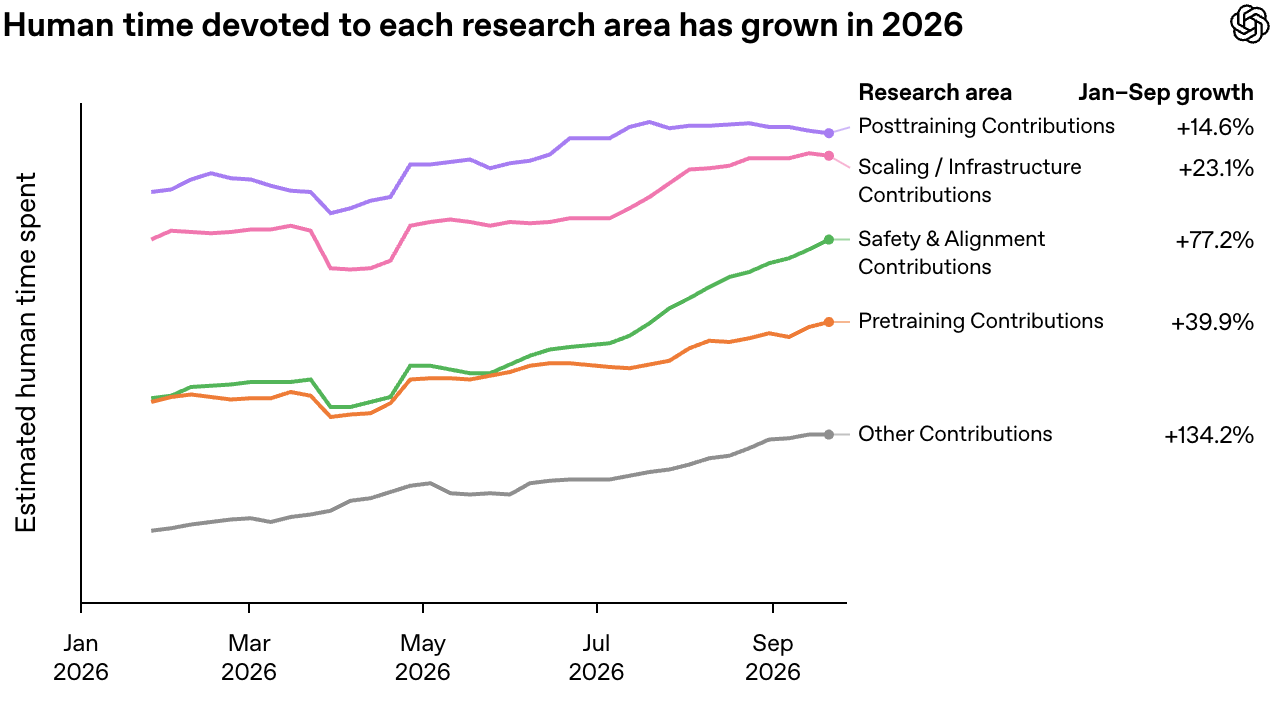 Human time devoted to each research area has grown in 2026
Research area Jan–Sep growth
Posttraining Contributions +14.6%
Scaling / Infrastructure +23.1%
Contributions
Safety & Alignment +77.2%
Contributions
Pretraining Contributions +39.9%
Other Contributions +134.2%
Estimated human time spent
Jan Mar May Jul Sep
2026 2026 2026 2026 2026